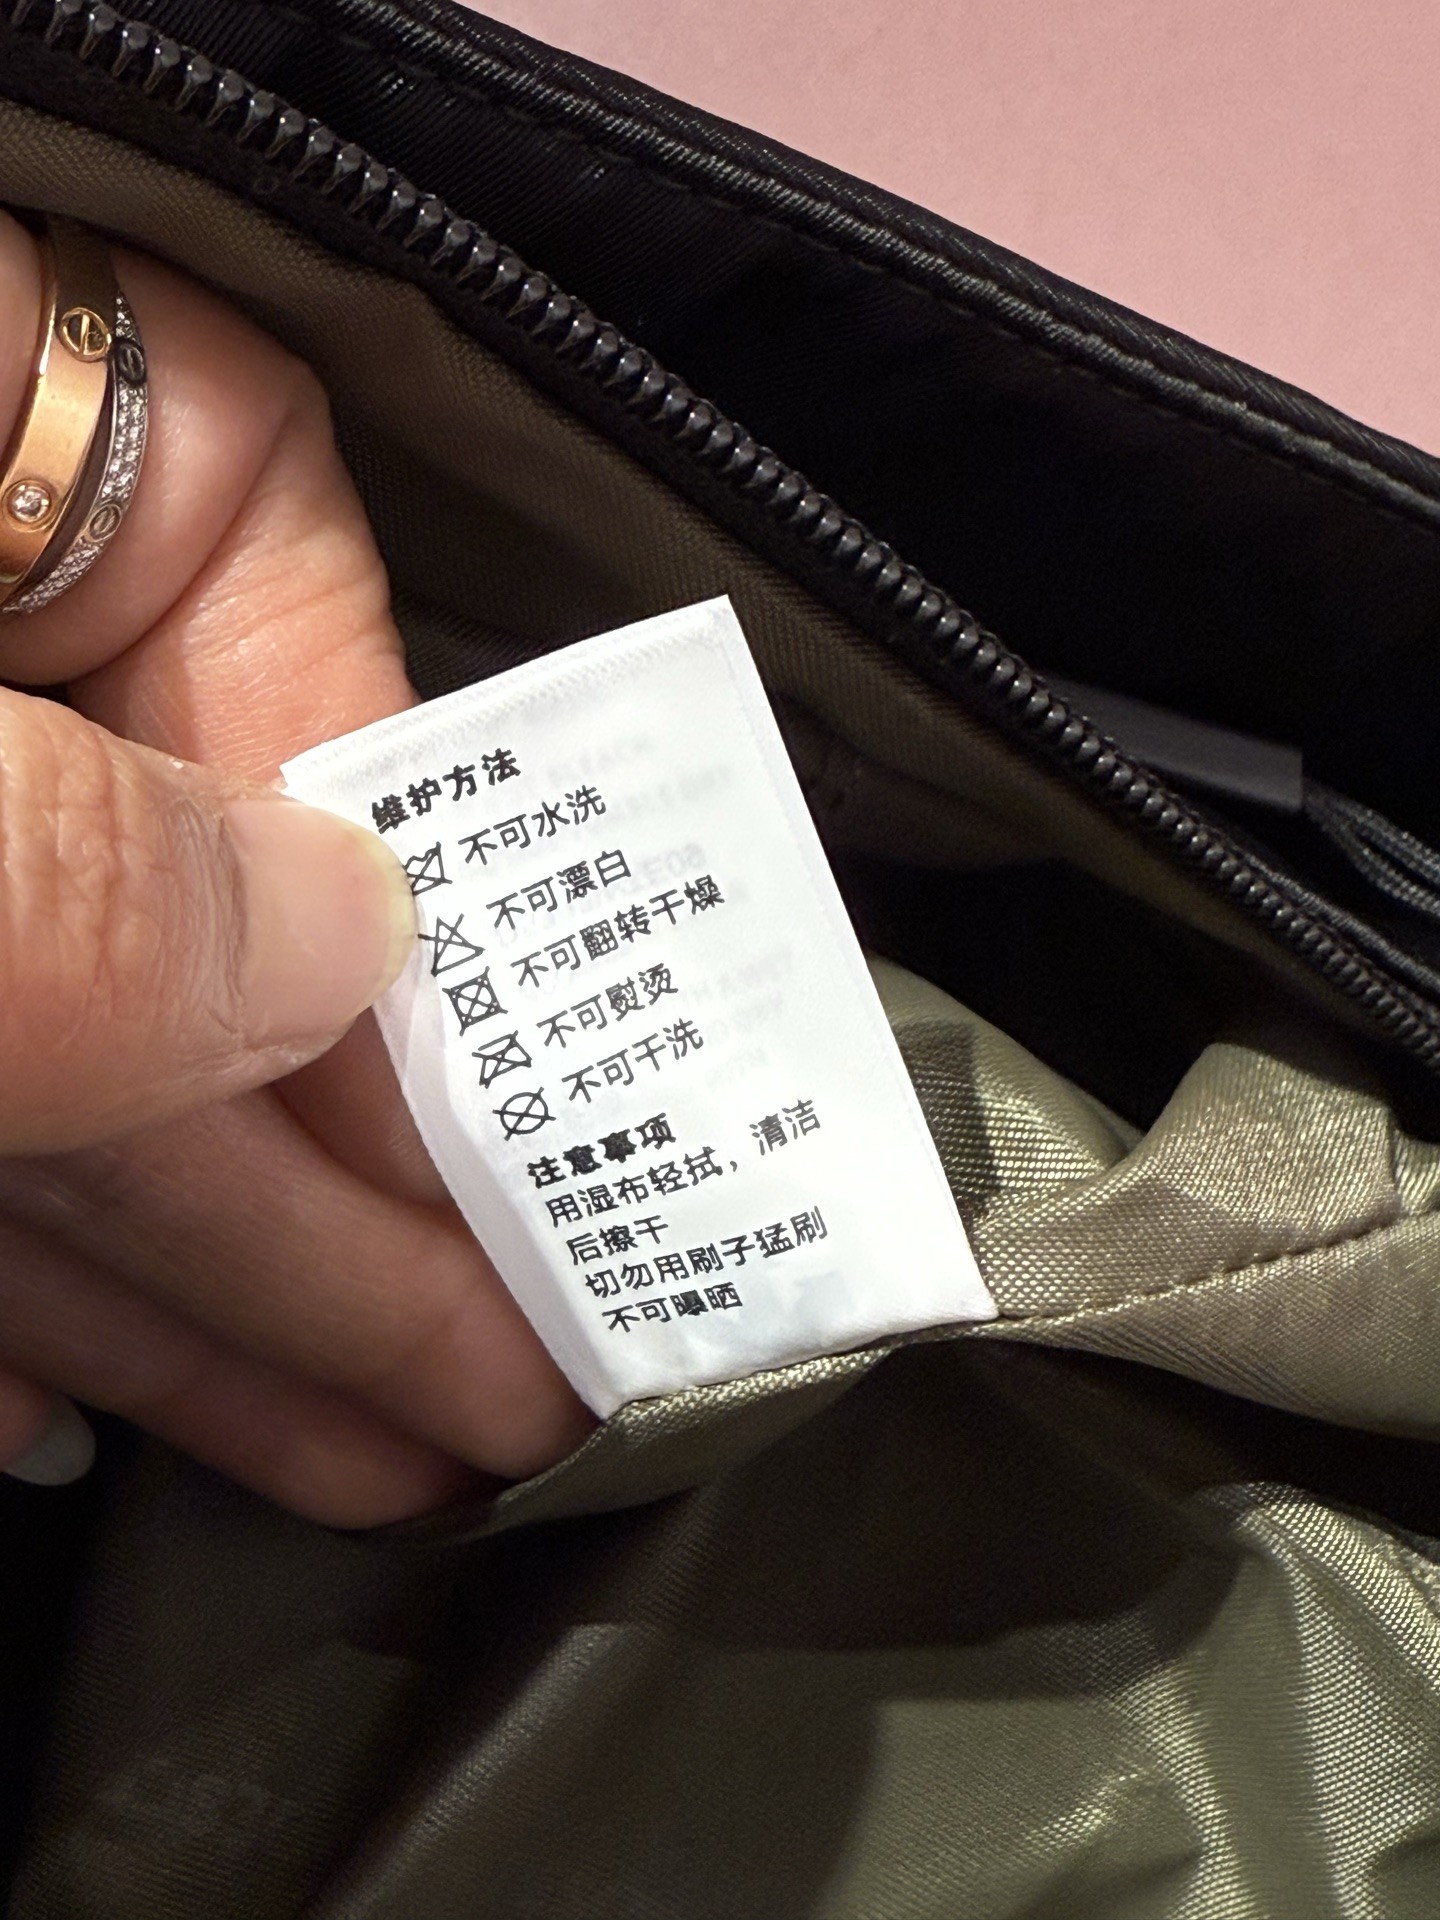 维护方法
不可水洗
不可漂白
不可翻转干燥
不可熨烫
不可干洗
注意事项
用湿布轻拭，清洁
后擦干
切勿用刷子猛刷
不可曝晒